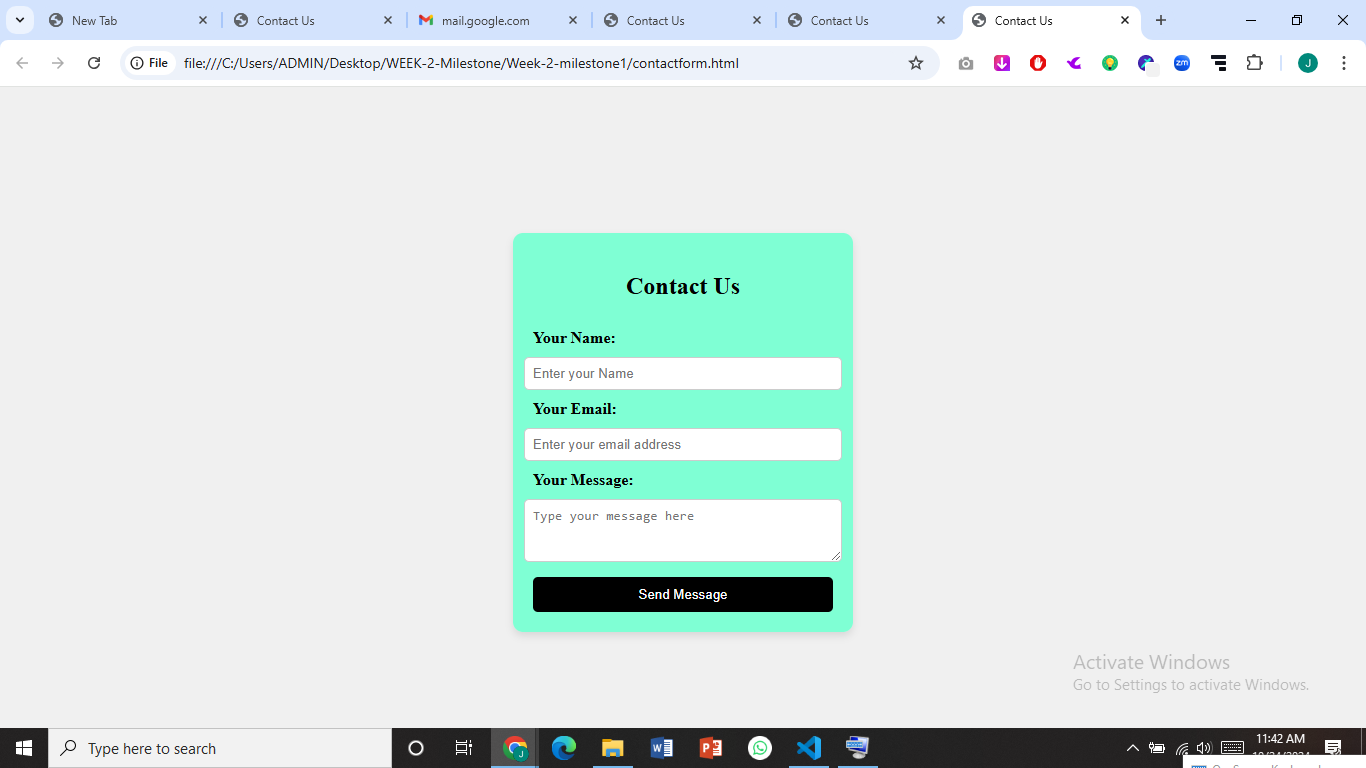 New Tab
Contact Us
mail.google.com
Contact Us
Contact Us
Contact Us
File
file:///C:/Users/ADMIN/Desktop/WEEK-2-Milestone/Week-2-milestone1/contactform.html
zm
J
Contact Us
Your Name:
Enter your Name
Your Email:
Enter your email address
Your Message:
Type your message here
Send Message
Activate Windows
Go to Settings to activate Windows.
Type here to search
11:42 AM